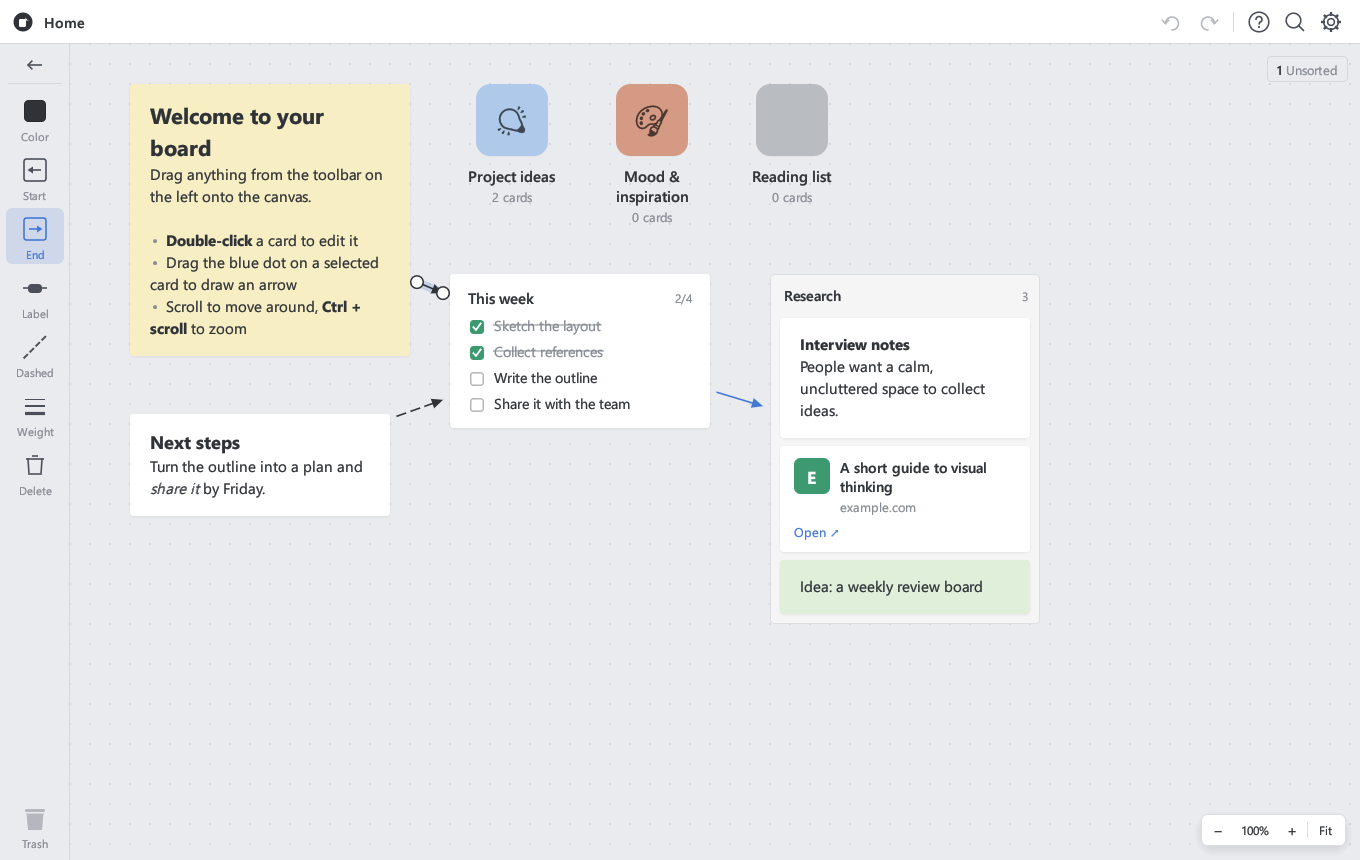 Home
1 Unsorted
Color
Start
End
Label
Dashed
Weight
Delete
Trash
Welcome to your
board
Drag anything from the toolbar on
the left onto the canvas.
• Double-click a card to edit it
• Drag the blue dot on a selected
card to draw an arrow
• Scroll to move around, Ctrl +
scroll to zoom
Project ideas
2 cards
Mood &
inspiration
0 cards
Reading list
0 cards
This week 2/4
Sketch the layout
Collect references
Write the outline
Share it with the team
Next steps
Turn the outline into a plan and
share it by Friday.
Research 3
Interview notes
People want a calm,
uncluttered space to collect
ideas.
E
A short guide to visual
thinking
example.com
Open ↗
Idea: a weekly review board
− 100% + Fit